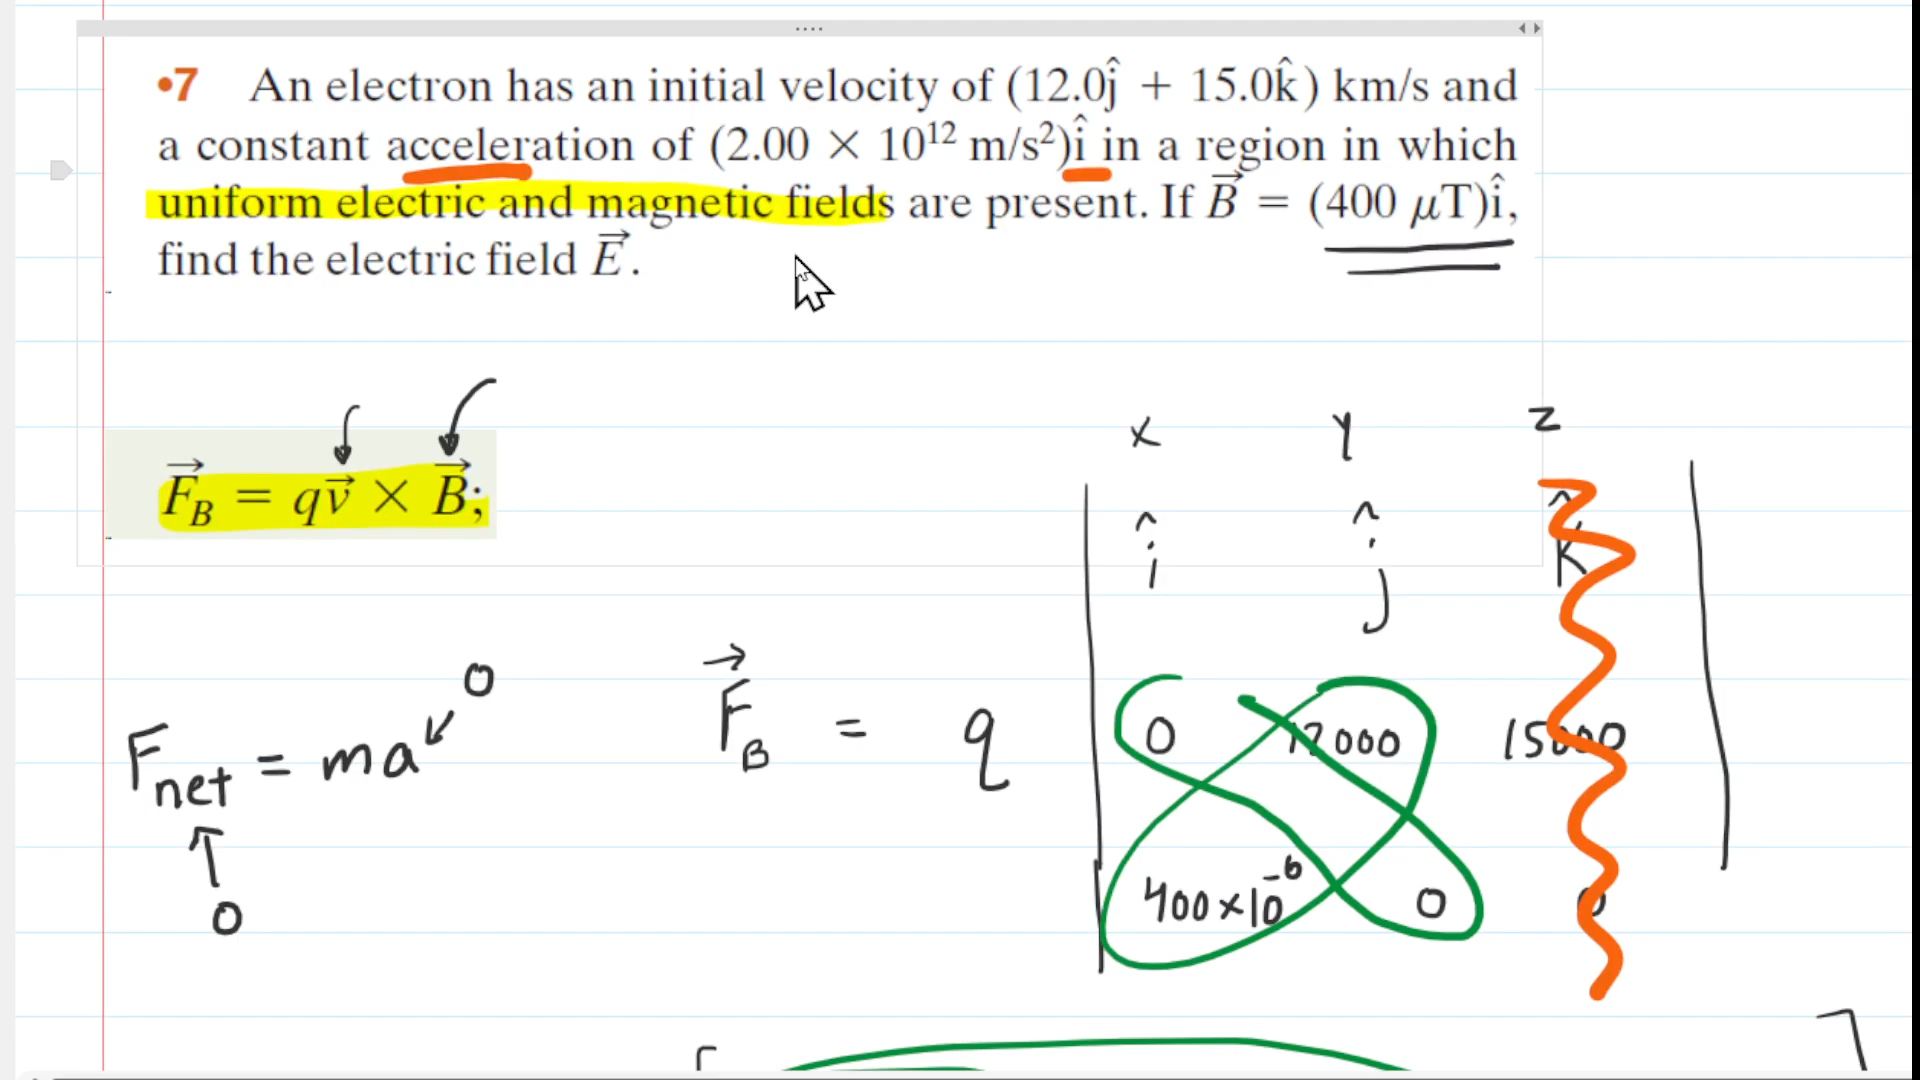 •7 An electron has an initial velocity of (12.0ĵ + 15.0k̂) km/s and
a constant acceleration of (2.00 × 10¹² m/s²)î in a region in which
uniform electric and magnetic fields are present. If B⃗ = (400 μT)î,
find the electric field E⃗.
F⃗_B = qv⃗ × B⃗;
x y z
î ĵ k̂
F_net = ma 0
0
F⃗_B = q
0 12000 15000
400×10⁻⁶ 0 0